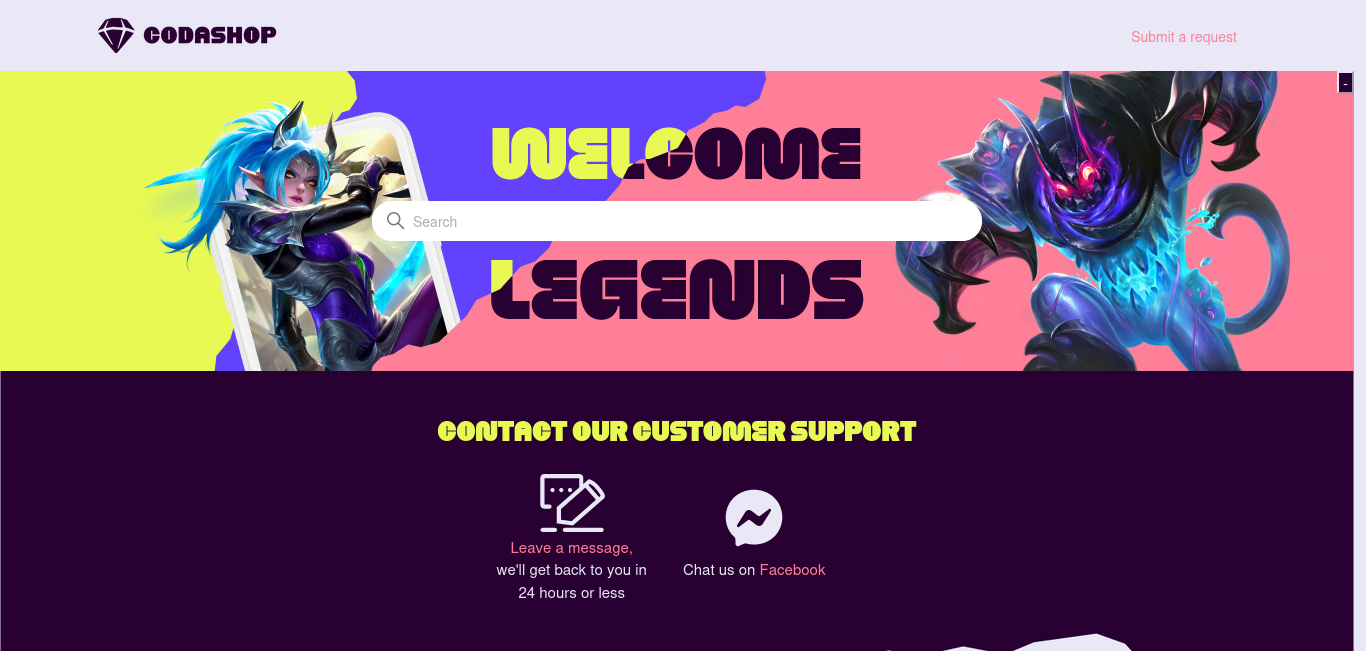 CODASHOP
Submit a request
-
WELCOME
Search
LEGENDS
CONTACT OUR CUSTOMER SUPPORT
Leave a message,
we'll get back to you in
24 hours or less
Chat us on Facebook